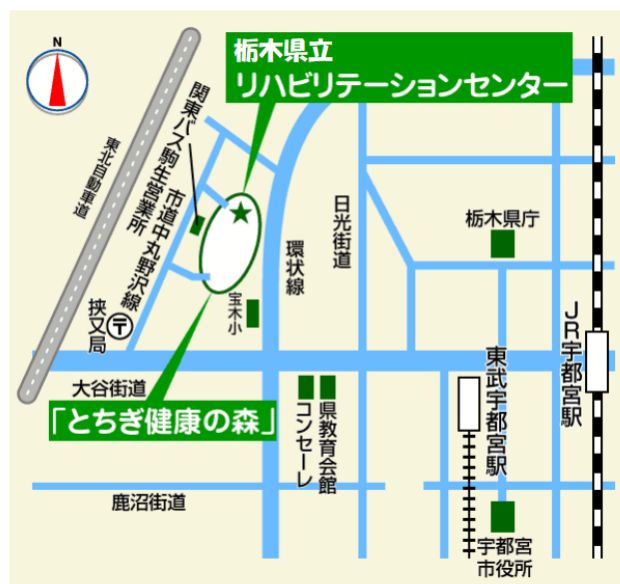 N
栃木県立
リハビリテーションセンター
東北自動車道
関東バス駒生営業所
市道中丸野沢線
日光街道
環状線
栃木県庁
宝木小
挟又局
〒
JR宇都宮駅
東武宇都宮駅
大谷街道
「とちぎ健康の森」
コンセーレ
県教育会館
鹿沼街道
宇都宮
市役所